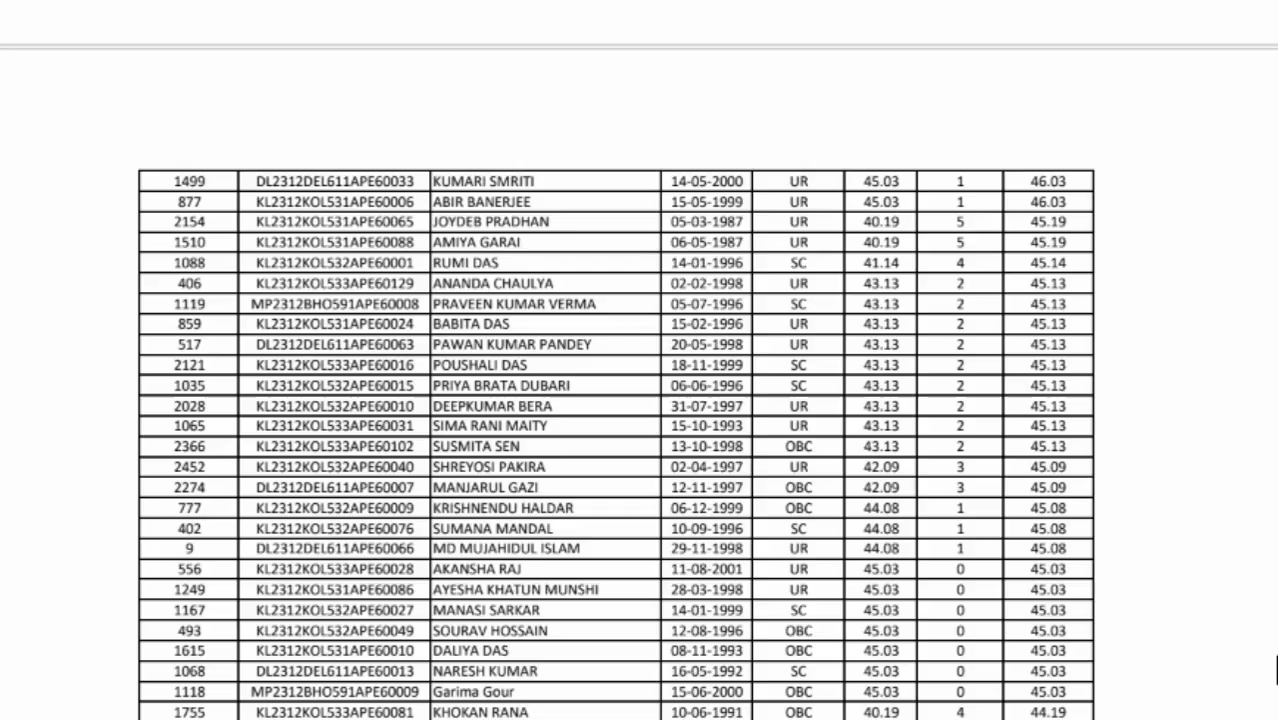 1499 DL2312DEL611APE60033 KUMARI SMRITI 14-05-2000 UR 45.03 1 46.03
877 KL2312KOL531APE60006 ABIR BANERJEE 15-05-1999 UR 45.03 1 46.03
2154 KL2312KOL531APE60065 JOYDEB PRADHAN 05-03-1987 UR 40.19 5 45.19
1510 KL2312KOL531APE60088 AMIYA GARAI 06-05-1987 UR 40.19 5 45.19
1088 KL2312KOL532APE60001 RUMI DAS 14-01-1996 SC 41.14 4 45.14
406 KL2312KOL533APE60129 ANANDA CHAULYA 02-02-1998 UR 43.13 2 45.13
1119 MP2312BHO591APE60008 PRAVEEN KUMAR VERMA 05-07-1996 SC 43.13 2 45.13
859 KL2312KOL531APE60024 BABITA DAS 15-02-1996 UR 43.13 2 45.13
517 DL2312DEL611APE60063 PAWAN KUMAR PANDEY 20-05-1998 UR 43.13 2 45.13
2121 KL2312KOL533APE60016 POUSHALI DAS 18-11-1999 SC 43.13 2 45.13
1035 KL2312KOL532APE60015 PRIYA BRATA DUBARI 06-06-1996 SC 43.13 2 45.13
2028 KL2312KOL532APE60010 DEEPKUMAR BERA 31-07-1997 UR 43.13 2 45.13
1065 KL2312KOL533APE60031 SIMA RANI MAITY 15-10-1993 UR 43.13 2 45.13
2366 KL2312KOL533APE60102 SUSMITA SEN 13-10-1998 OBC 43.13 2 45.13
2452 KL2312KOL532APE60040 SHREYOSI PAKIRA 02-04-1997 UR 42.09 3 45.09
2274 DL2312DEL611APE60007 MANJARUL GAZI 12-11-1997 OBC 42.09 3 45.09
777 KL2312KOL532APE60009 KRISHNENDU HALDAR 06-12-1999 OBC 44.08 1 45.08
402 KL2312KOL532APE60076 SUMANA MANDAL 10-09-1996 SC 44.08 1 45.08
9 DL2312DEL611APE60066 MD MUJAHIDUL ISLAM 29-11-1998 UR 44.08 1 45.08
556 KL2312KOL533APE60028 AKANSHA RAJ 11-08-2001 UR 45.03 0 45.03
1249 KL2312KOL531APE60086 AYESHA KHATUN MUNSHI 28-03-1998 UR 45.03 0 45.03
1167 KL2312KOL532APE60027 MANASI SARKAR 14-01-1999 SC 45.03 0 45.03
493 KL2312KOL532APE60049 SOURAV HOSSAIN 12-08-1996 OBC 45.03 0 45.03
1615 KL2312KOL531APE60010 DALIYA DAS 08-11-1993 OBC 45.03 0 45.03
1068 DL2312DEL611APE60013 NARESH KUMAR 16-05-1992 SC 45.03 0 45.03
1118 MP2312BHO591APE60009 Garima Gour 15-06-2000 OBC 45.03 0 45.03
1755 KL2312KOL533APE60081 KHOKAN RANA 10-06-1991 OBC 40.19 4 44.19